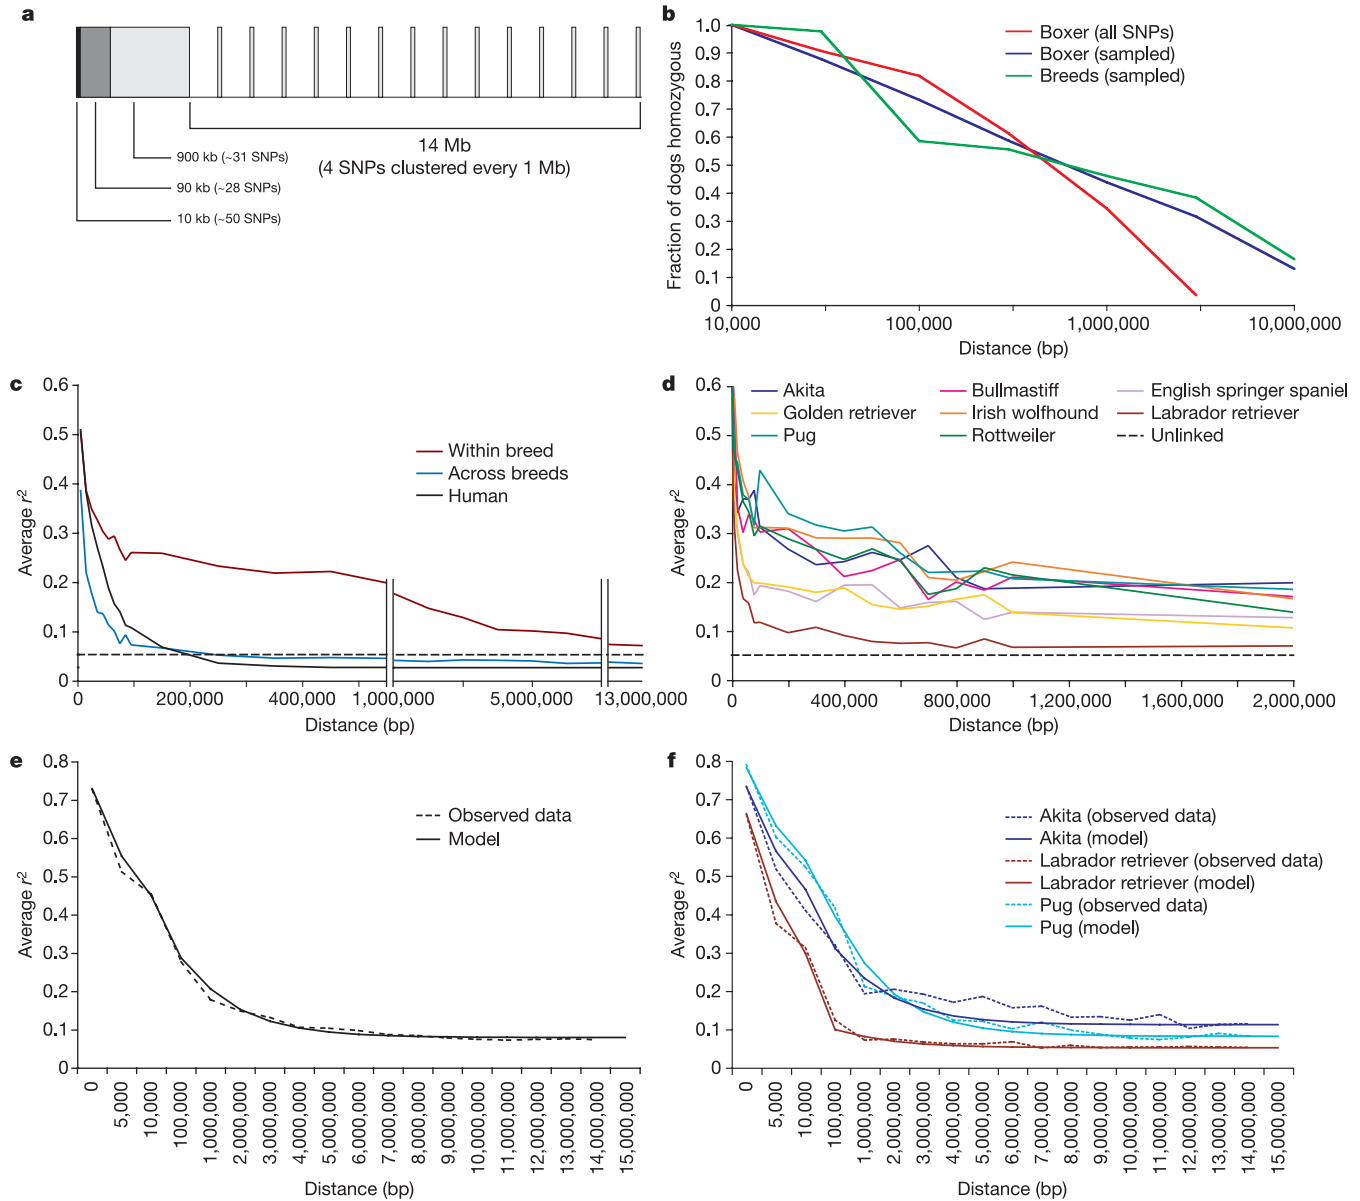 a
900 kb (~31 SNPs)
90 kb (~28 SNPs)
10 kb (~50 SNPs)
14 Mb
(4 SNPs clustered every 1 Mb)
b
Fraction of dogs homozygous
1.0
0.9
0.8
0.7
0.6
0.5
0.4
0.3
0.2
0.1
0
10,000
100,000
1,000,000
10,000,000
Distance (bp)
Boxer (all SNPs)
Boxer (sampled)
Breeds (sampled)
c
Average r²
0.6
0.5
0.4
0.3
0.2
0.1
0
0
200,000
400,000
1,000,000
5,000,000
13,000,000
Distance (bp)
Within breed
Across breeds
Human
d
Average r²
0.6
0.5
0.4
0.3
0.2
0.1
0
0
400,000
800,000
1,200,000
1,600,000
2,000,000
Distance (bp)
Akita
Bullmastiff
English springer spaniel
Golden retriever
Irish wolfhound
Labrador retriever
Pug
Rottweiler
Unlinked
e
Average r²
0.8
0.7
0.6
0.5
0.4
0.3
0.2
0.1
0
0
5,000
10,000
100,000
1,000,000
2,000,000
3,000,000
4,000,000
5,000,000
6,000,000
7,000,000
8,000,000
9,000,000
10,000,000
11,000,000
12,000,000
13,000,000
14,000,000
15,000,000
Distance (bp)
Observed data
Model
f
Average r²
0.8
0.7
0.6
0.5
0.4
0.3
0.2
0.1
0
0
5,000
10,000
100,000
1,000,000
2,000,000
3,000,000
4,000,000
5,000,000
6,000,000
7,000,000
8,000,000
9,000,000
10,000,000
11,000,000
12,000,000
13,000,000
14,000,000
15,000,000
Distance (bp)
Akita (observed data)
Akita (model)
Labrador retriever (observed data)
Labrador retriever (model)
Pug (observed data)
Pug (model)